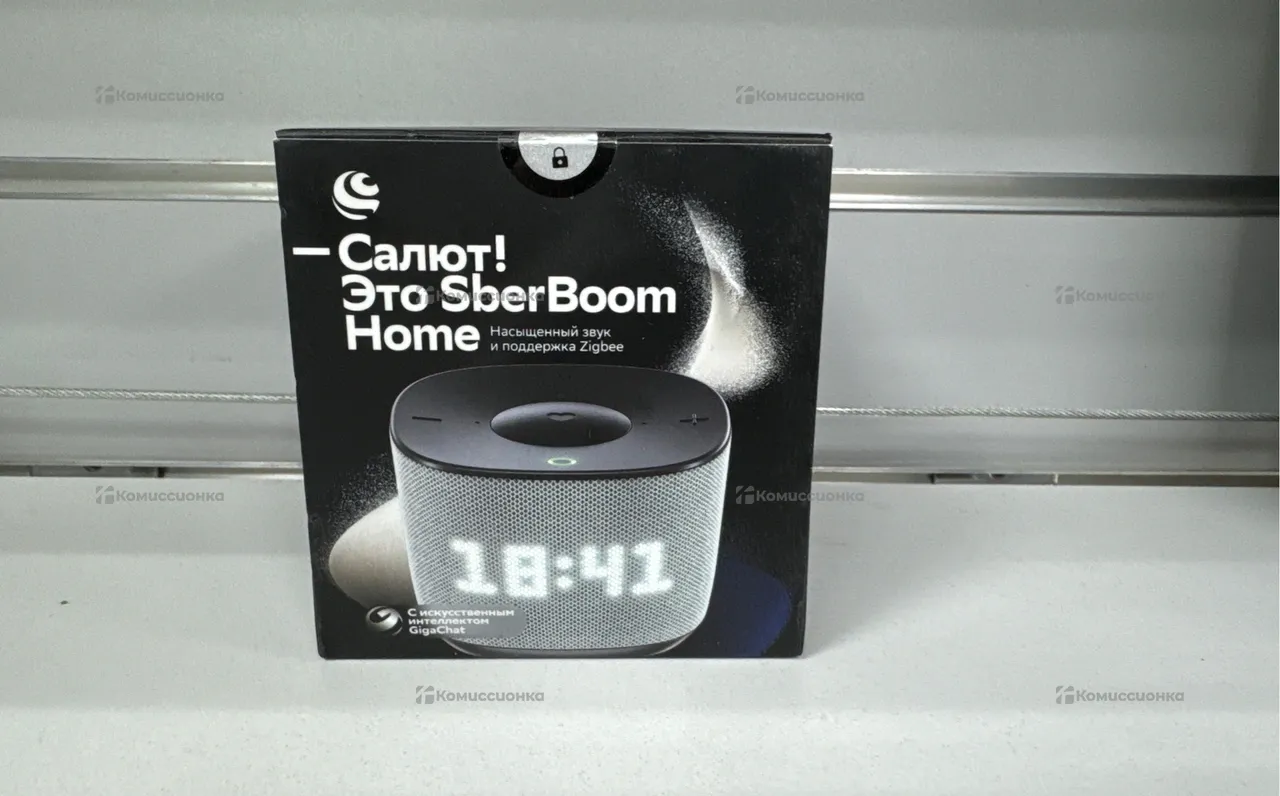 Комиссионка
Комиссионка
— Салют!
Это SberBoom
Комиссионка
Комиссионка
Home
Насыщенный звук
и поддержка Zigbee
Комиссионка
Комиссионка
18:41
С искусственным
интеллектом
GigaChat
Комиссионка
Комиссионка